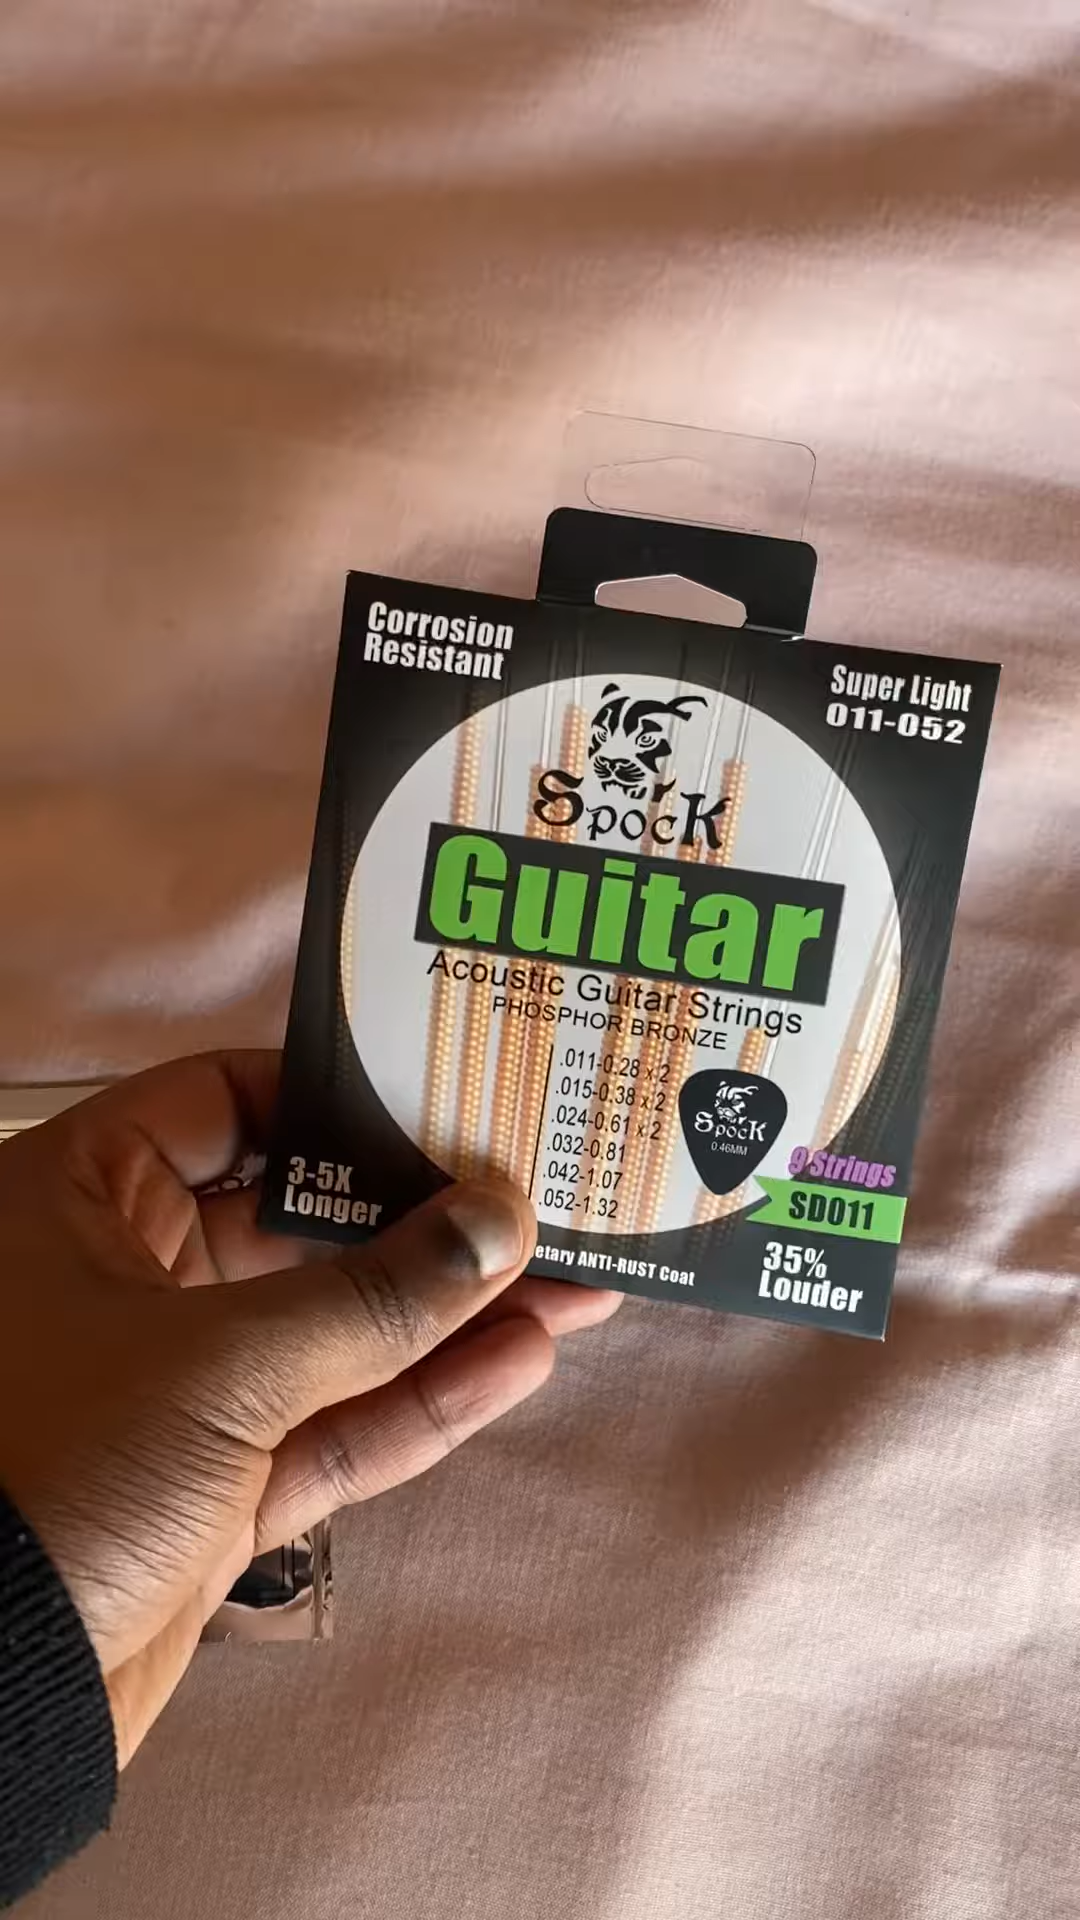 Corrosion
Resistant
Super Light
011-052
Spock
Guitar
Acoustic Guitar Strings
PHOSPHOR BRONZE
.011-0.28 x 2
.015-0.38 x 2
.024-0.61 x 2
.032-0.81
.042-1.07
.052-1.32
Spock
0.46MM
9 Strings
SD011
3-5X
Longer
ANTI-RUST Coat
35%
Louder